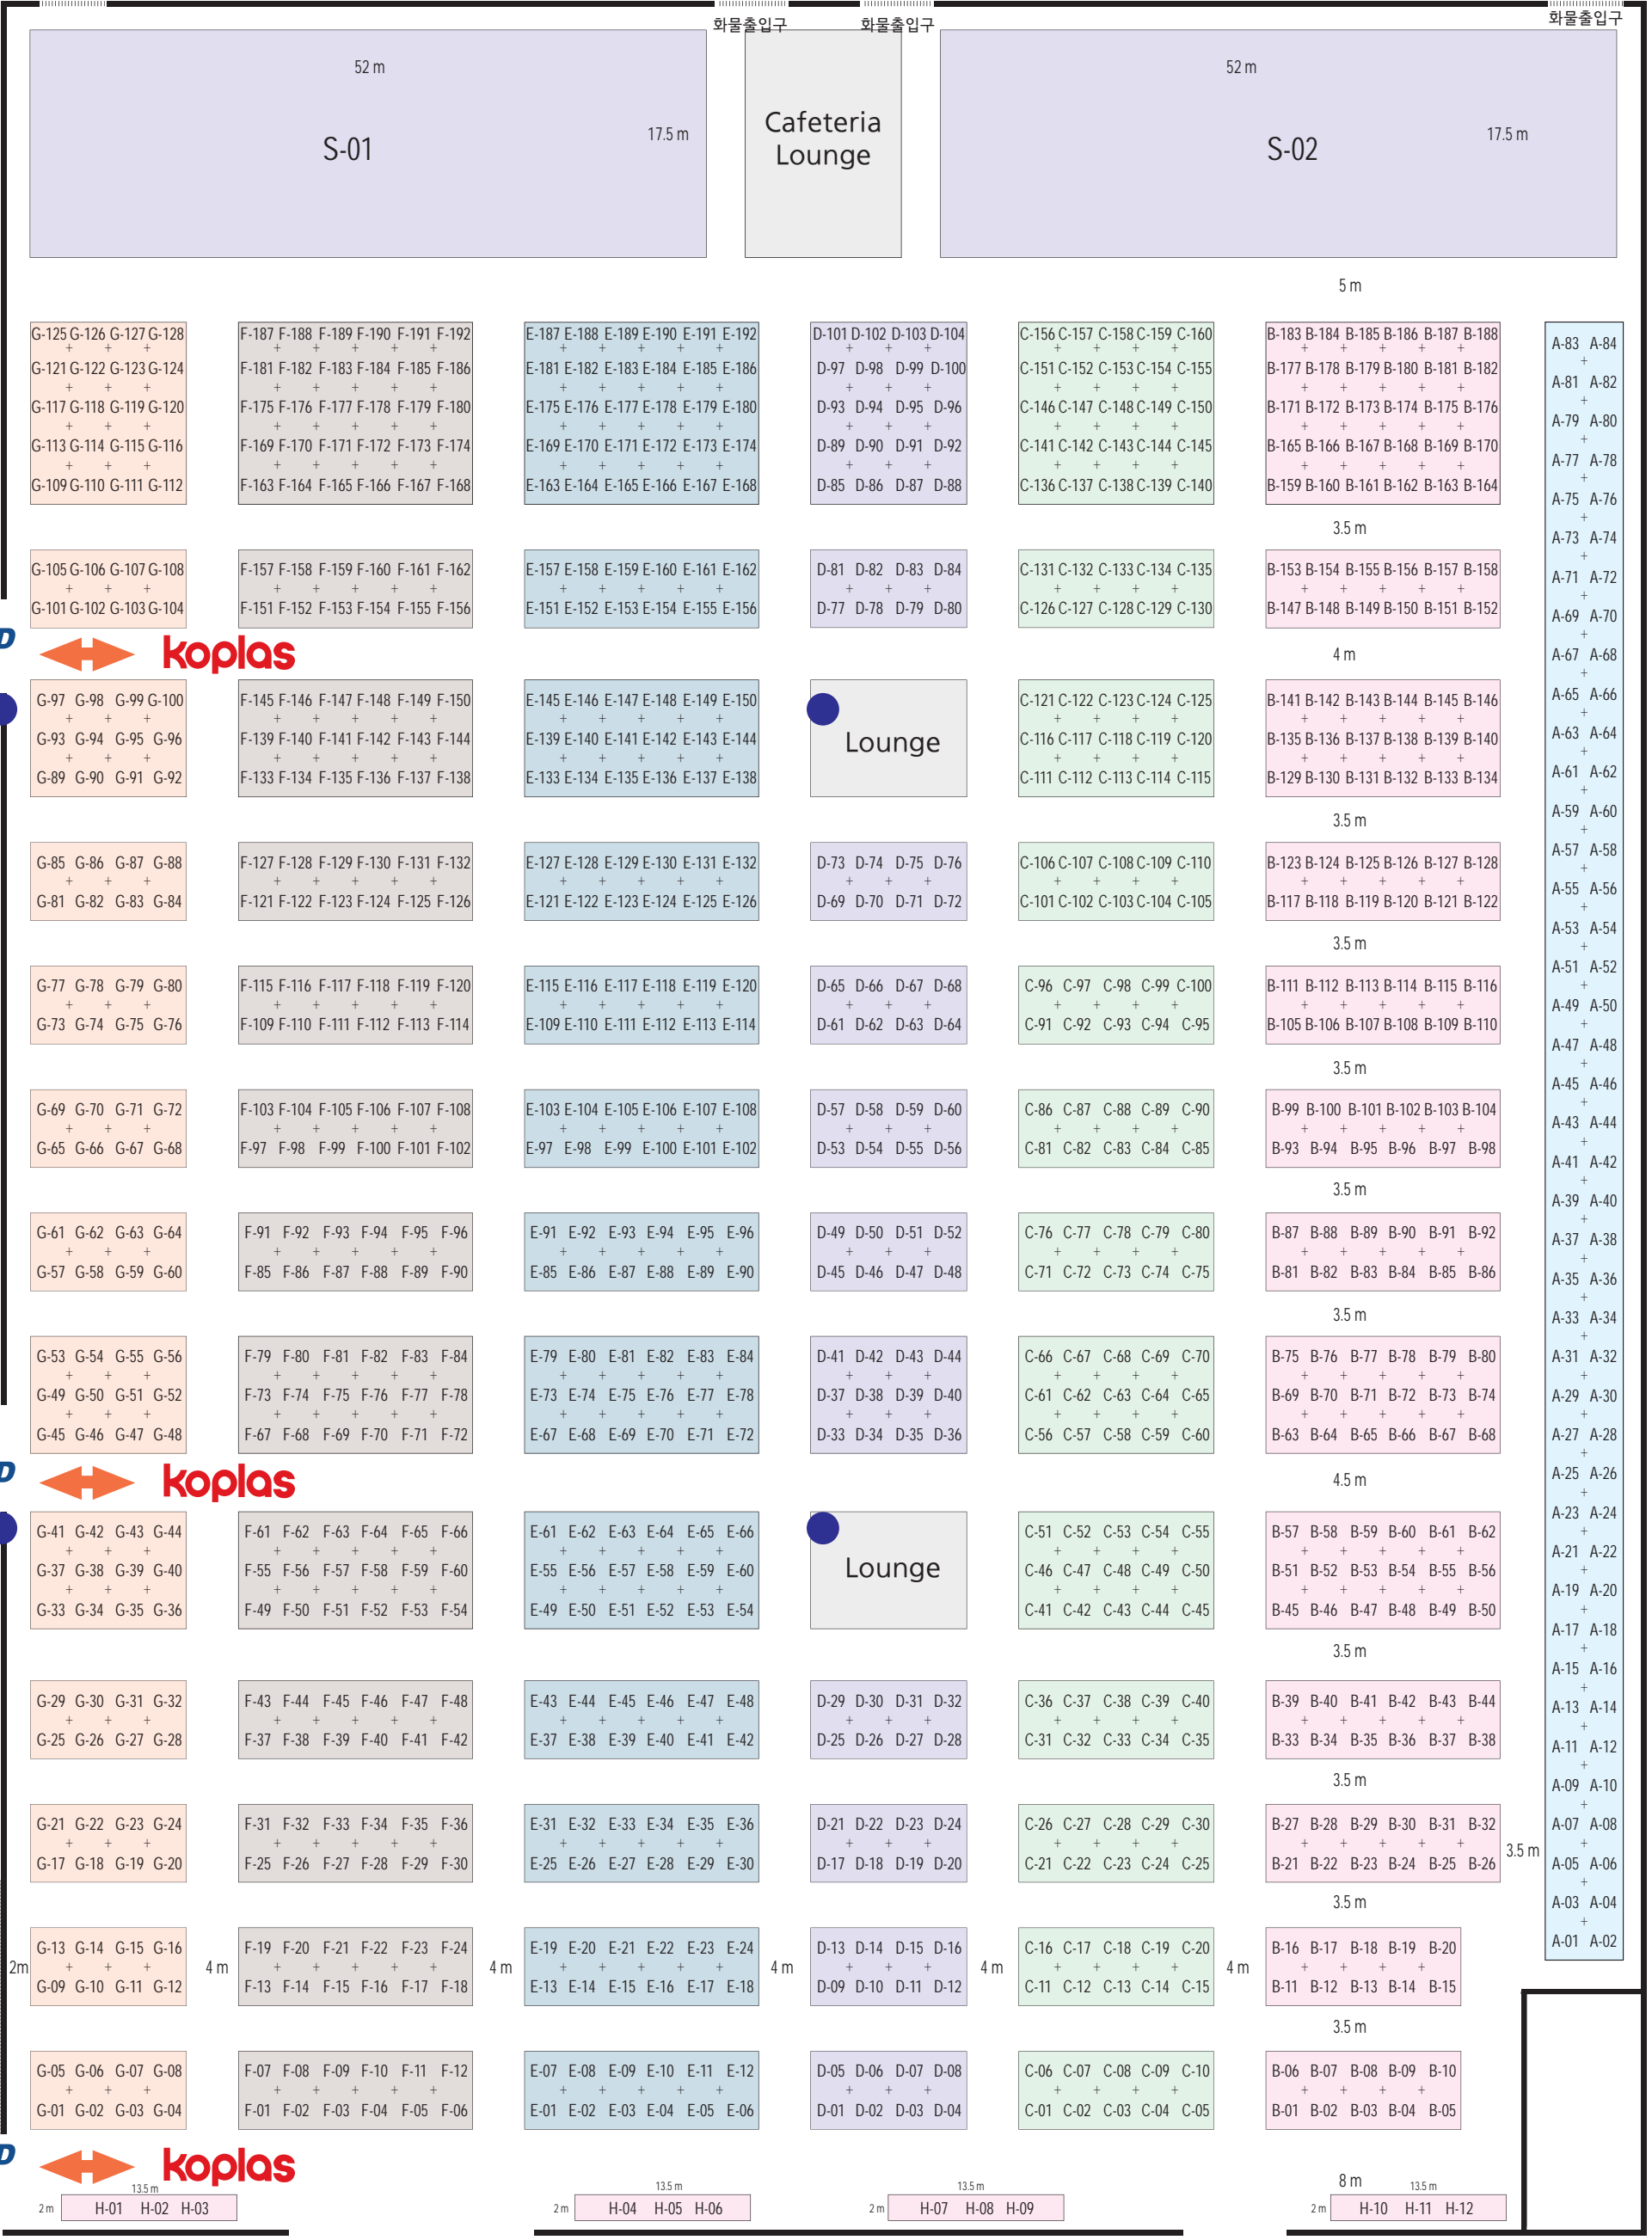 화물출입구 화물출입구 화물출입구
52 m
17.5 m
S-01
Cafeteria
Lounge
52 m
17.5 m
S-02
5 m
G-125 G-126 G-127 G-128 F-187 F-188 F-189 F-190 F-191 F-192 E-187 E-188 E-189 E-190 E-191 E-192 D-101 D-102 D-103 D-104 C-156 C-157 C-158 C-159 C-160 B-183 B-184 B-185 B-186 B-187 B-188
G-121 G-122 G-123 G-124 F-181 F-182 F-183 F-184 F-185 F-186 E-181 E-182 E-183 E-184 E-185 E-186 D-97 D-98 D-99 D-100 C-151 C-152 C-153 C-154 C-155 B-177 B-178 B-179 B-180 B-181 B-182
G-117 G-118 G-119 G-120 F-175 F-176 F-177 F-178 F-179 F-180 E-175 E-176 E-177 E-178 E-179 E-180 D-93 D-94 D-95 D-96 C-146 C-147 C-148 C-149 C-150 B-171 B-172 B-173 B-174 B-175 B-176
G-113 G-114 G-115 G-116 F-169 F-170 F-171 F-172 F-173 F-174 E-169 E-170 E-171 E-172 E-173 E-174 D-89 D-90 D-91 D-92 C-141 C-142 C-143 C-144 C-145 B-165 B-166 B-167 B-168 B-169 B-170
G-109 G-110 G-111 G-112 F-163 F-164 F-165 F-166 F-167 F-168 E-163 E-164 E-165 E-166 E-167 E-168 D-85 D-86 D-87 D-88 C-136 C-137 C-138 C-139 C-140 B-159 B-160 B-161 B-162 B-163 B-164
3.5 m
G-105 G-106 G-107 G-108 F-157 F-158 F-159 F-160 F-161 F-162 E-157 E-158 E-159 E-160 E-161 E-162 D-81 D-82 D-83 D-84 C-131 C-132 C-133 C-134 C-135 B-153 B-154 B-155 B-156 B-157 B-158
G-101 G-102 G-103 G-104 F-151 F-152 F-153 F-154 F-155 F-156 E-151 E-152 E-153 E-154 E-155 E-156 D-77 D-78 D-79 D-80 C-126 C-127 C-128 C-129 C-130 B-147 B-148 B-149 B-150 B-151 B-152
D koplas 4 m
G-97 G-98 G-99 G-100 F-145 F-146 F-147 F-148 F-149 F-150 E-145 E-146 E-147 E-148 E-149 E-150 C-121 C-122 C-123 C-124 C-125 B-141 B-142 B-143 B-144 B-145 B-146
G-93 G-94 G-95 G-96 F-139 F-140 F-141 F-142 F-143 F-144 E-139 E-140 E-141 E-142 E-143 E-144 Lounge C-116 C-117 C-118 C-119 C-120 B-135 B-136 B-137 B-138 B-139 B-140
G-89 G-90 G-91 G-92 F-133 F-134 F-135 F-136 F-137 F-138 E-133 E-134 E-135 E-136 E-137 E-138 C-111 C-112 C-113 C-114 C-115 B-129 B-130 B-131 B-132 B-133 B-134
3.5 m
G-85 G-86 G-87 G-88 F-127 F-128 F-129 F-130 F-131 F-132 E-127 E-128 E-129 E-130 E-131 E-132 D-73 D-74 D-75 D-76 C-106 C-107 C-108 C-109 C-110 B-123 B-124 B-125 B-126 B-127 B-128
G-81 G-82 G-83 G-84 F-121 F-122 F-123 F-124 F-125 F-126 E-121 E-122 E-123 E-124 E-125 E-126 D-69 D-70 D-71 D-72 C-101 C-102 C-103 C-104 C-105 B-117 B-118 B-119 B-120 B-121 B-122
3.5 m
G-77 G-78 G-79 G-80 F-115 F-116 F-117 F-118 F-119 F-120 E-115 E-116 E-117 E-118 E-119 E-120 D-65 D-66 D-67 D-68 C-96 C-97 C-98 C-99 C-100 B-111 B-112 B-113 B-114 B-115 B-116
G-73 G-74 G-75 G-76 F-109 F-110 F-111 F-112 F-113 F-114 E-109 E-110 E-111 E-112 E-113 E-114 D-61 D-62 D-63 D-64 C-91 C-92 C-93 C-94 C-95 B-105 B-106 B-107 B-108 B-109 B-110
3.5 m
G-69 G-70 G-71 G-72 F-103 F-104 F-105 F-106 F-107 F-108 E-103 E-104 E-105 E-106 E-107 E-108 D-57 D-58 D-59 D-60 C-86 C-87 C-88 C-89 C-90 B-99 B-100 B-101 B-102 B-103 B-104
G-65 G-66 G-67 G-68 F-97 F-98 F-99 F-100 F-101 F-102 E-97 E-98 E-99 E-100 E-101 E-102 D-53 D-54 D-55 D-56 C-81 C-82 C-83 C-84 C-85 B-93 B-94 B-95 B-96 B-97 B-98
3.5 m
G-61 G-62 G-63 G-64 F-91 F-92 F-93 F-94 F-95 F-96 E-91 E-92 E-93 E-94 E-95 E-96 D-49 D-50 D-51 D-52 C-76 C-77 C-78 C-79 C-80 B-87 B-88 B-89 B-90 B-91 B-92
G-57 G-58 G-59 G-60 F-85 F-86 F-87 F-88 F-89 F-90 E-85 E-86 E-87 E-88 E-89 E-90 D-45 D-46 D-47 D-48 C-71 C-72 C-73 C-74 C-75 B-81 B-82 B-83 B-84 B-85 B-86
3.5 m
G-53 G-54 G-55 G-56 F-79 F-80 F-81 F-82 F-83 F-84 E-79 E-80 E-81 E-82 E-83 E-84 D-41 D-42 D-43 D-44 C-66 C-67 C-68 C-69 C-70 B-75 B-76 B-77 B-78 B-79 B-80
G-49 G-50 G-51 G-52 F-73 F-74 F-75 F-76 F-77 F-78 E-73 E-74 E-75 E-76 E-77 E-78 D-37 D-38 D-39 D-40 C-61 C-62 C-63 C-64 C-65 B-69 B-70 B-71 B-72 B-73 B-74
G-45 G-46 G-47 G-48 F-67 F-68 F-69 F-70 F-71 F-72 E-67 E-68 E-69 E-70 E-71 E-72 D-33 D-34 D-35 D-36 C-56 C-57 C-58 C-59 C-60 B-63 B-64 B-65 B-66 B-67 B-68
D koplas 4.5 m
G-41 G-42 G-43 G-44 F-61 F-62 F-63 F-64 F-65 F-66 E-61 E-62 E-63 E-64 E-65 E-66 C-51 C-52 C-53 C-54 C-55 B-57 B-58 B-59 B-60 B-61 B-62
G-37 G-38 G-39 G-40 F-55 F-56 F-57 F-58 F-59 F-60 E-55 E-56 E-57 E-58 E-59 E-60 Lounge C-46 C-47 C-48 C-49 C-50 B-51 B-52 B-53 B-54 B-55 B-56
G-33 G-34 G-35 G-36 F-49 F-50 F-51 F-52 F-53 F-54 E-49 E-50 E-51 E-52 E-53 E-54 C-41 C-42 C-43 C-44 C-45 B-45 B-46 B-47 B-48 B-49 B-50
3.5 m
G-29 G-30 G-31 G-32 F-43 F-44 F-45 F-46 F-47 F-48 E-43 E-44 E-45 E-46 E-47 E-48 D-29 D-30 D-31 D-32 C-36 C-37 C-38 C-39 C-40 B-39 B-40 B-41 B-42 B-43 B-44
G-25 G-26 G-27 G-28 F-37 F-38 F-39 F-40 F-41 F-42 E-37 E-38 E-39 E-40 E-41 E-42 D-25 D-26 D-27 D-28 C-31 C-32 C-33 C-34 C-35 B-33 B-34 B-35 B-36 B-37 B-38
3.5 m
G-21 G-22 G-23 G-24 F-31 F-32 F-33 F-34 F-35 F-36 E-31 E-32 E-33 E-34 E-35 E-36 D-21 D-22 D-23 D-24 C-26 C-27 C-28 C-29 C-30 B-27 B-28 B-29 B-30 B-31 B-32
3.5 m
G-17 G-18 G-19 G-20 F-25 F-26 F-27 F-28 F-29 F-30 E-25 E-26 E-27 E-28 E-29 E-30 D-17 D-18 D-19 D-20 C-21 C-22 C-23 C-24 C-25 B-21 B-22 B-23 B-24 B-25 B-26
3.5 m
G-13 G-14 G-15 G-16 F-19 F-20 F-21 F-22 F-23 F-24 E-19 E-20 E-21 E-22 E-23 E-24 D-13 D-14 D-15 D-16 C-16 C-17 C-18 C-19 C-20 B-16 B-17 B-18 B-19 B-20
2m 4 m 4 m 4 m 4 m 4 m
G-09 G-10 G-11 G-12 F-13 F-14 F-15 F-16 F-17 F-18 E-13 E-14 E-15 E-16 E-17 E-18 D-09 D-10 D-11 D-12 C-11 C-12 C-13 C-14 C-15 B-11 B-12 B-13 B-14 B-15
3.5 m
G-05 G-06 G-07 G-08 F-07 F-08 F-09 F-10 F-11 F-12 E-07 E-08 E-09 E-10 E-11 E-12 D-05 D-06 D-07 D-08 C-06 C-07 C-08 C-09 C-10 B-06 B-07 B-08 B-09 B-10
G-01 G-02 G-03 G-04 F-01 F-02 F-03 F-04 F-05 F-06 E-01 E-02 E-03 E-04 E-05 E-06 D-01 D-02 D-03 D-04 C-01 C-02 C-03 C-04 C-05 B-01 B-02 B-03 B-04 B-05
A-83 A-84
A-81 A-82
A-79 A-80
A-77 A-78
A-75 A-76
A-73 A-74
A-71 A-72
A-69 A-70
A-67 A-68
A-65 A-66
A-63 A-64
A-61 A-62
A-59 A-60
A-57 A-58
A-55 A-56
A-53 A-54
A-51 A-52
A-49 A-50
A-47 A-48
A-45 A-46
A-43 A-44
A-41 A-42
A-39 A-40
A-37 A-38
A-35 A-36
A-33 A-34
A-31 A-32
A-29 A-30
A-27 A-28
A-25 A-26
A-23 A-24
A-21 A-22
A-19 A-20
A-17 A-18
A-15 A-16
A-13 A-14
A-11 A-12
A-09 A-10
A-07 A-08
A-05 A-06
A-03 A-04
A-01 A-02
D koplas 8 m
13.5 m 13.5 m 13.5 m 13.5 m
2 m H-01 H-02 H-03 2 m H-04 H-05 H-06 2 m H-07 H-08 H-09 2 m H-10 H-11 H-12